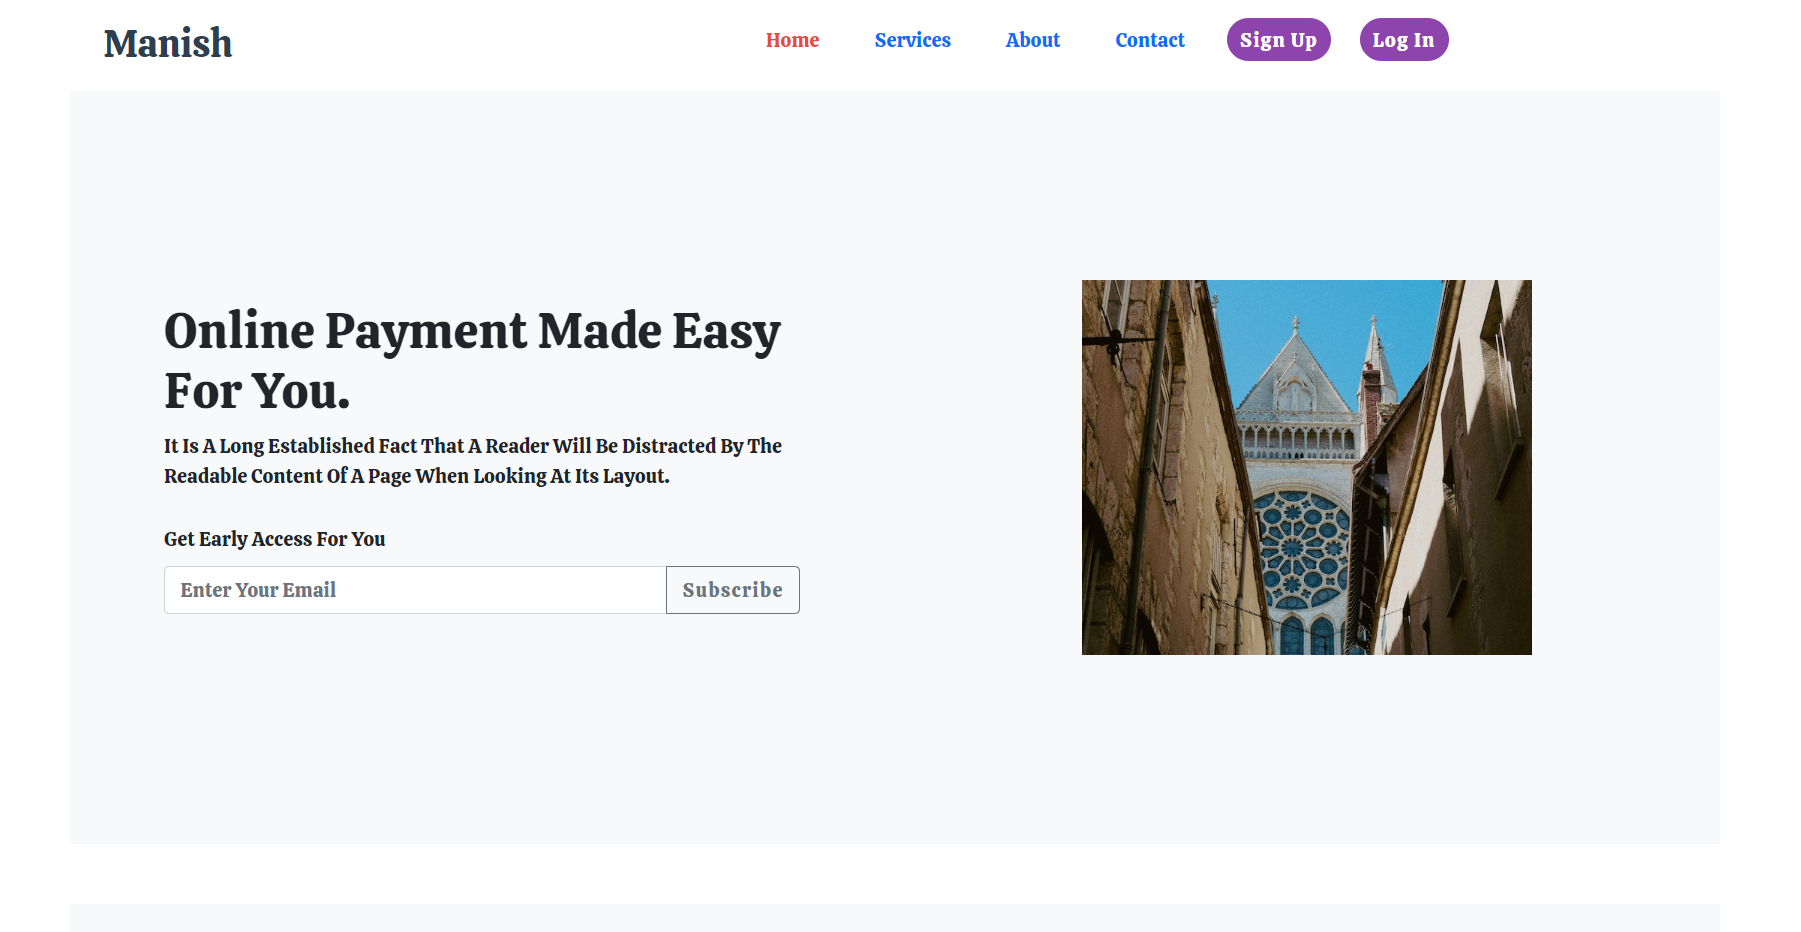 Manish
Home Services About Contact Sign Up Log In
Online Payment Made Easy
For You.
It Is A Long Established Fact That A Reader Will Be Distracted By The
Readable Content Of A Page When Looking At Its Layout.
Get Early Access For You
Enter Your Email Subscribe